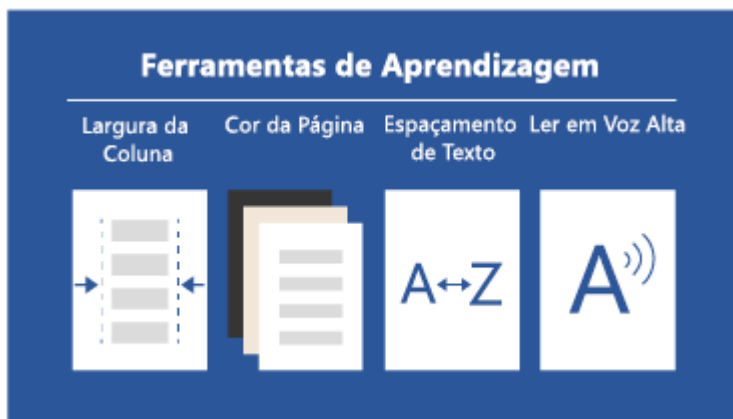 Ferramentas de Aprendizagem
Largura da
Coluna
Cor da Página
Espaçamento
de Texto
Ler em Voz Alta
A↔Z
A